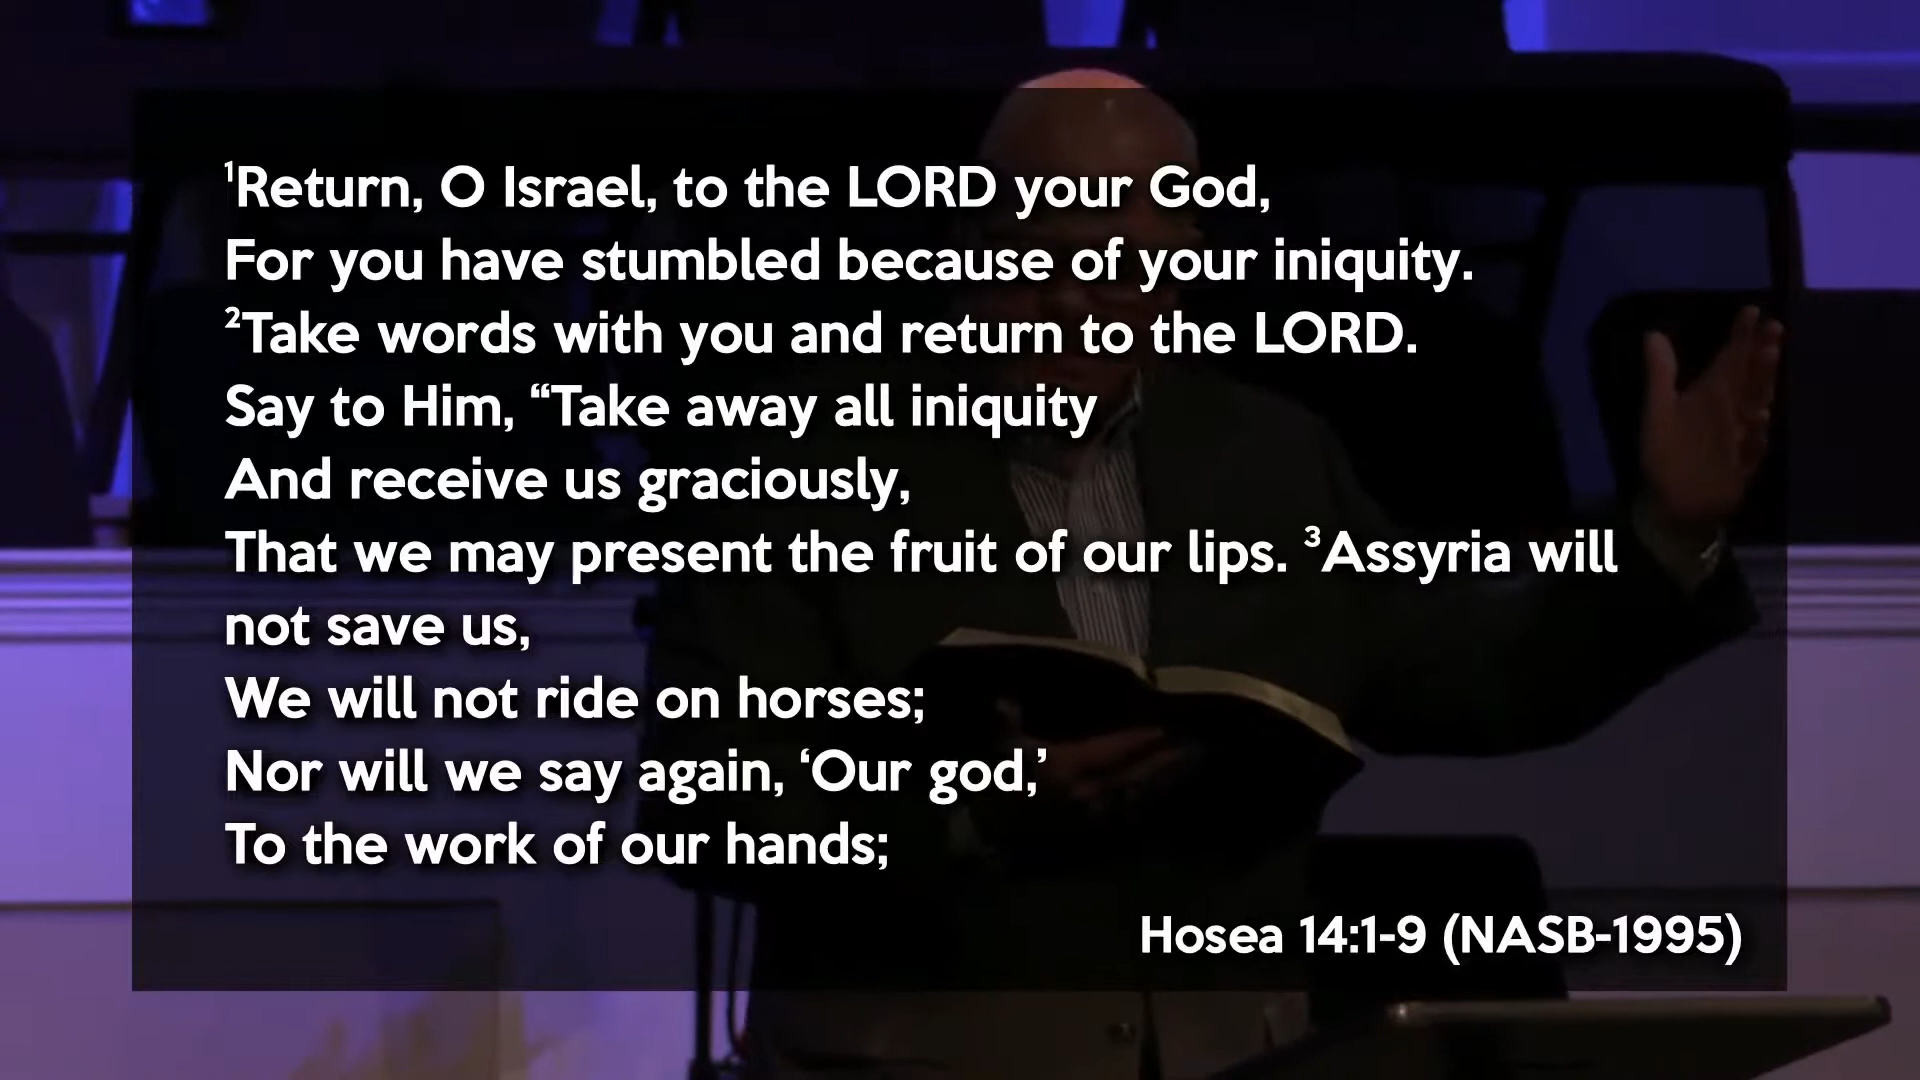 ¹Return, O Israel, to the LORD your God,
For you have stumbled because of your iniquity.
²Take words with you and return to the LORD.
Say to Him, “Take away all iniquity
And receive us graciously,
That we may present the fruit of our lips. ³Assyria will
not save us,
We will not ride on horses;
Nor will we say again, ‘Our god,’
To the work of our hands;
Hosea 14:1-9 (NASB-1995)